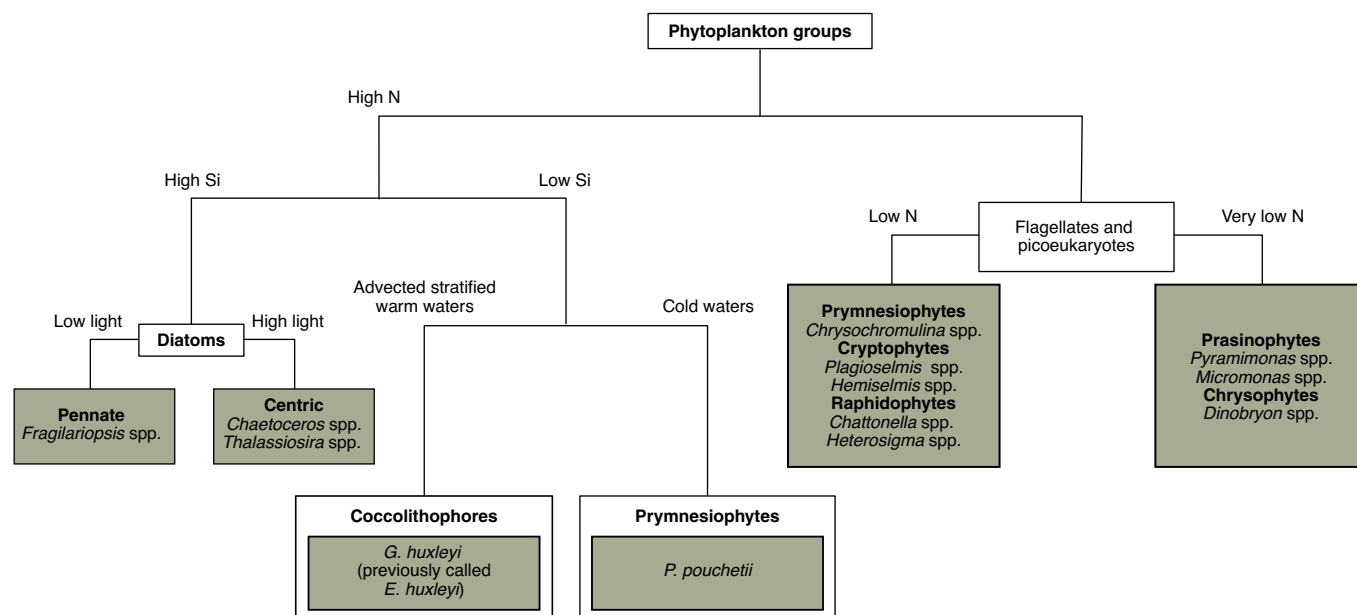 Phytoplankton groups
High N
High Si
Low Si
Low N
Flagellates and
picoeukaryotes
Very low N
Advected stratified
warm waters
Cold waters
Low light
Diatoms
High light
Pennate
Fragilariopsis spp.
Centric
Chaetoceros spp.
Thalassiosira spp.
Prymnesiophytes
Chrysochromulina spp.
Cryptophytes
Plagioselmis spp.
Hemiselmis spp.
Raphidophytes
Chattonella spp.
Heterosigma spp.
Prasinophytes
Pyramimonas spp.
Micromonas spp.
Chrysophytes
Dinobryon spp.
Coccolithophores
G. huxleyi
(previously called
E. huxleyi)
Prymnesiophytes
P. pouchetii